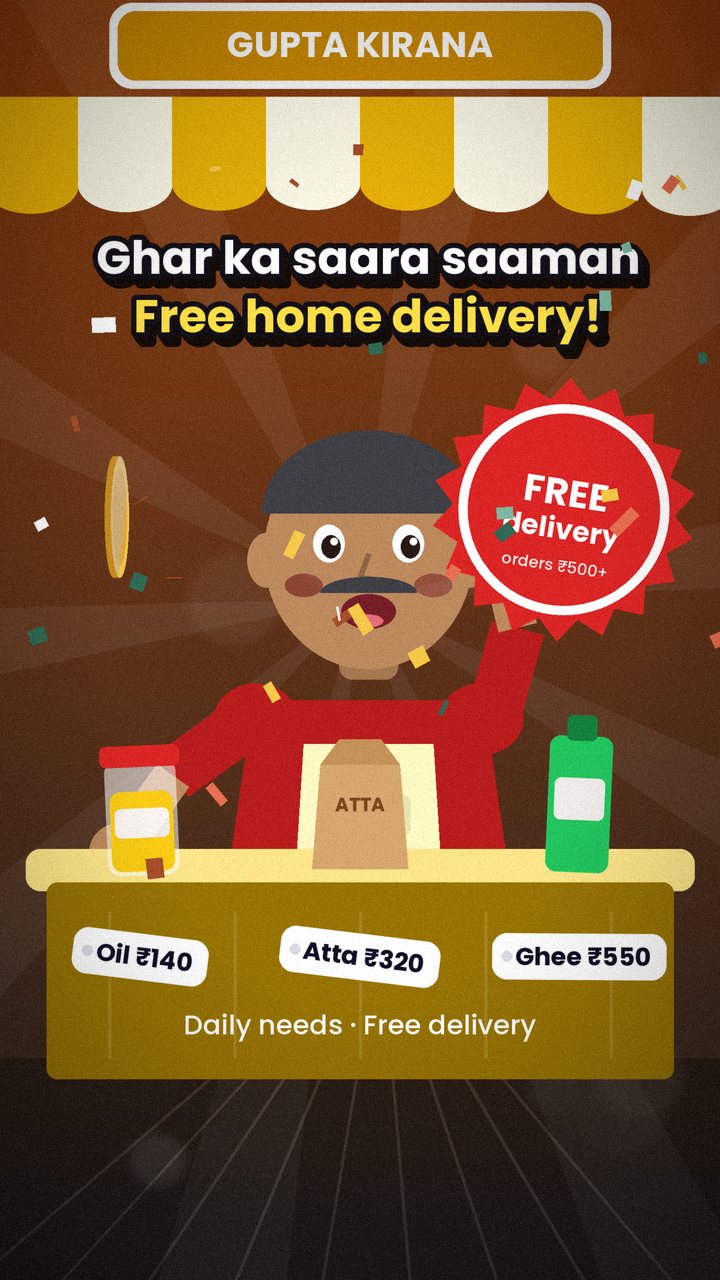 GUPTA KIRANA
Ghar ka saara saaman
Free home delivery!
FREE
delivery
orders ₹500+
ATTA
Oil ₹140
Atta ₹320
Ghee ₹550
Daily needs · Free delivery